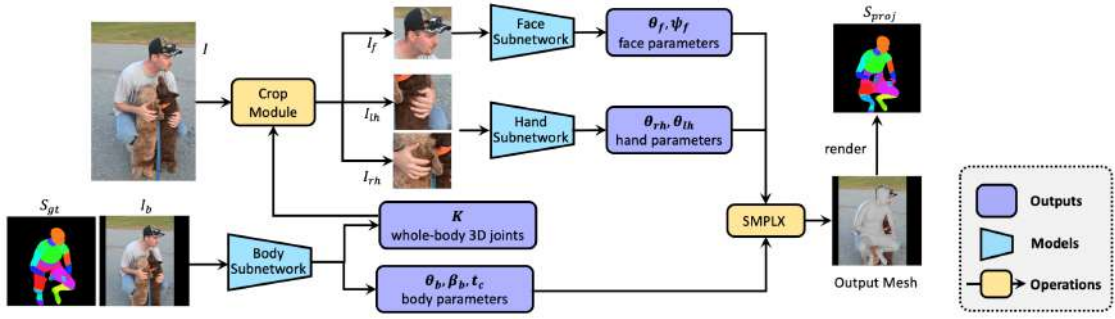 I
Crop
Module
I_f
I_lh
I_rh
Face
Subnetwork
θ_f, ψ_f
face parameters
Hand
Subnetwork
θ_rh, θ_lh
hand parameters
S_gt
I_b
Body
Subnetwork
K
whole-body 3D joints
θ_b, β_b, t_c
body parameters
SMPLX
S_proj
render
Output Mesh
Outputs
Models
Operations